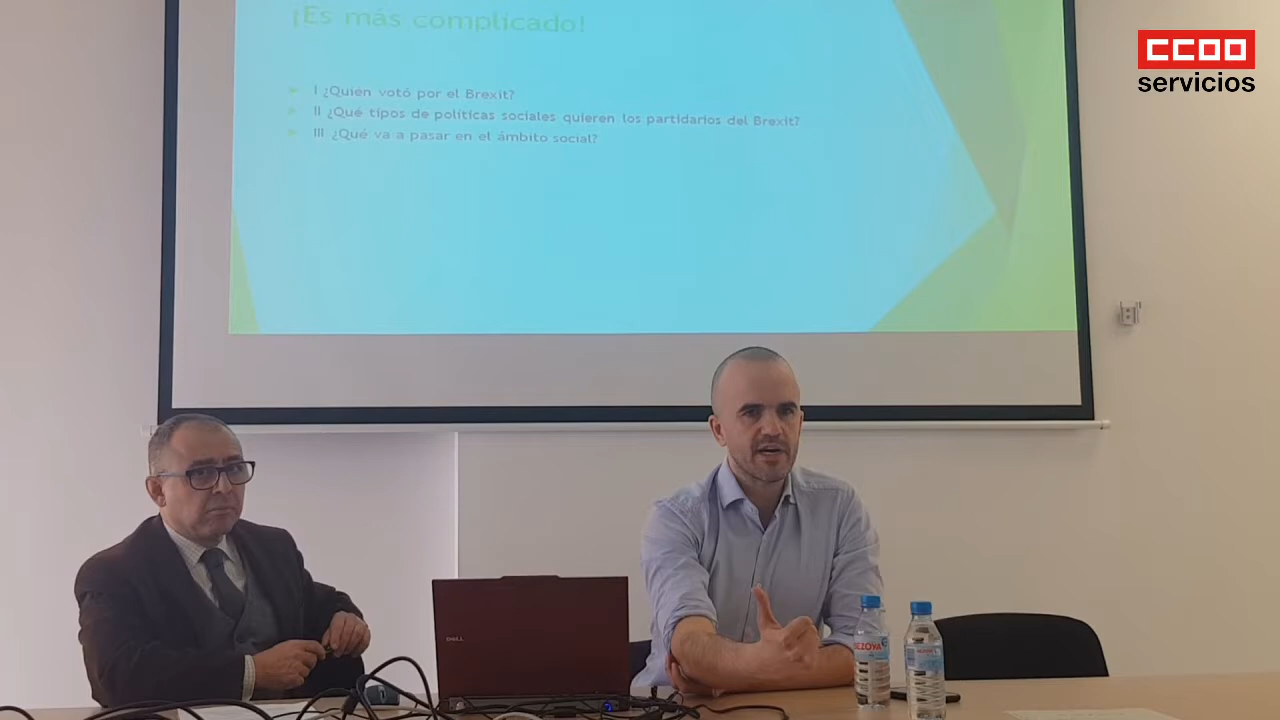 ¡Es más complicado!
I ¿Quién votó por el Brexit?
II ¿Qué tipos de políticas sociales quieren los partidarios del Brexit?
III ¿Qué va a pasar en el ámbito social?
CCOO
servicios
DELL
BEZOYA